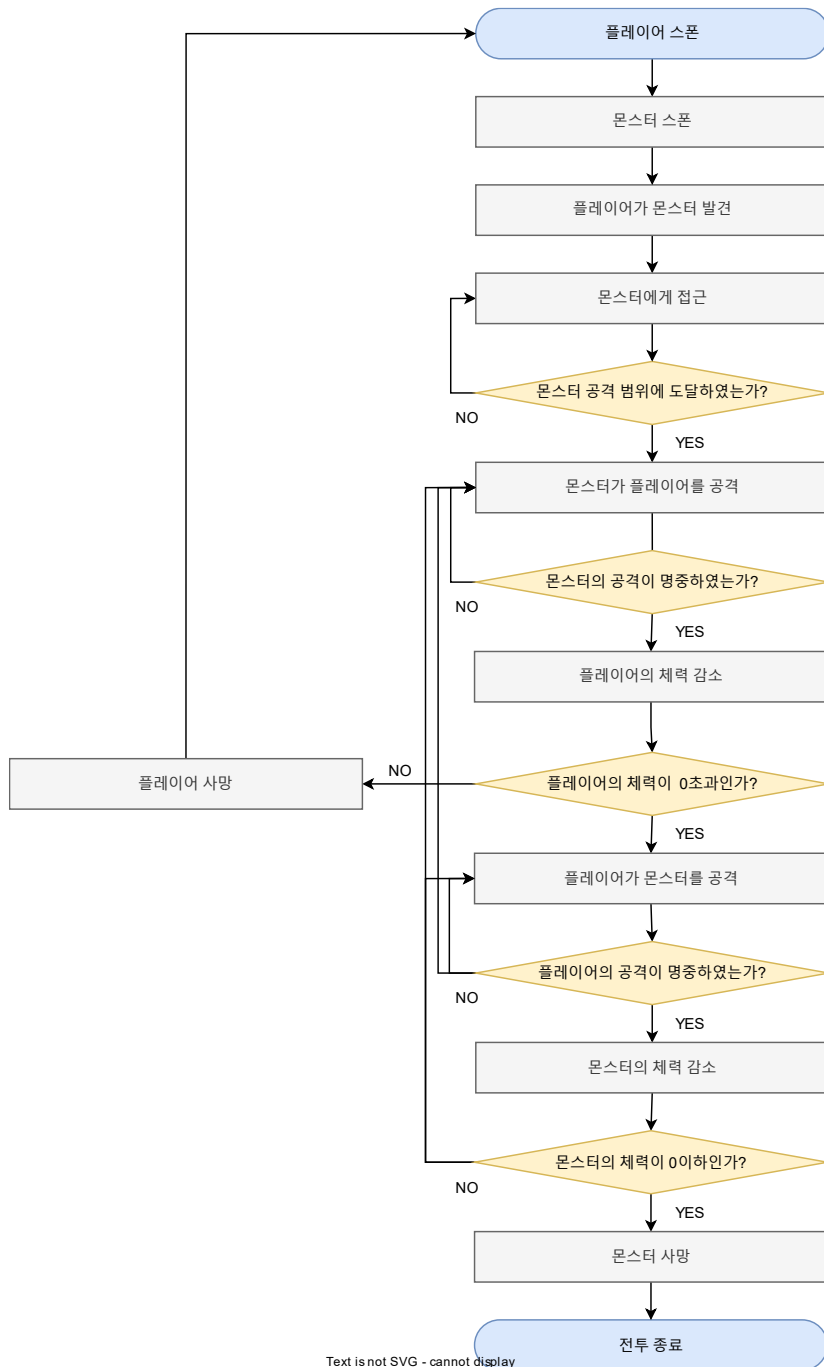 플레이어 스폰
몬스터 스폰
플레이어가 몬스터 발견
몬스터에게 접근
몬스터 공격 범위에 도달하였는가?
NO
YES
몬스터가 플레이어를 공격
몬스터의 공격이 명중하였는가?
NO
YES
플레이어의 체력 감소
플레이어 사망
NO
플레이어의 체력이 0초과인가?
YES
플레이어가 몬스터를 공격
플레이어의 공격이 명중하였는가?
NO
YES
몬스터의 체력 감소
몬스터의 체력이 0이하인가?
NO
YES
몬스터 사망
전투 종료
Text is not SVG - cannot display